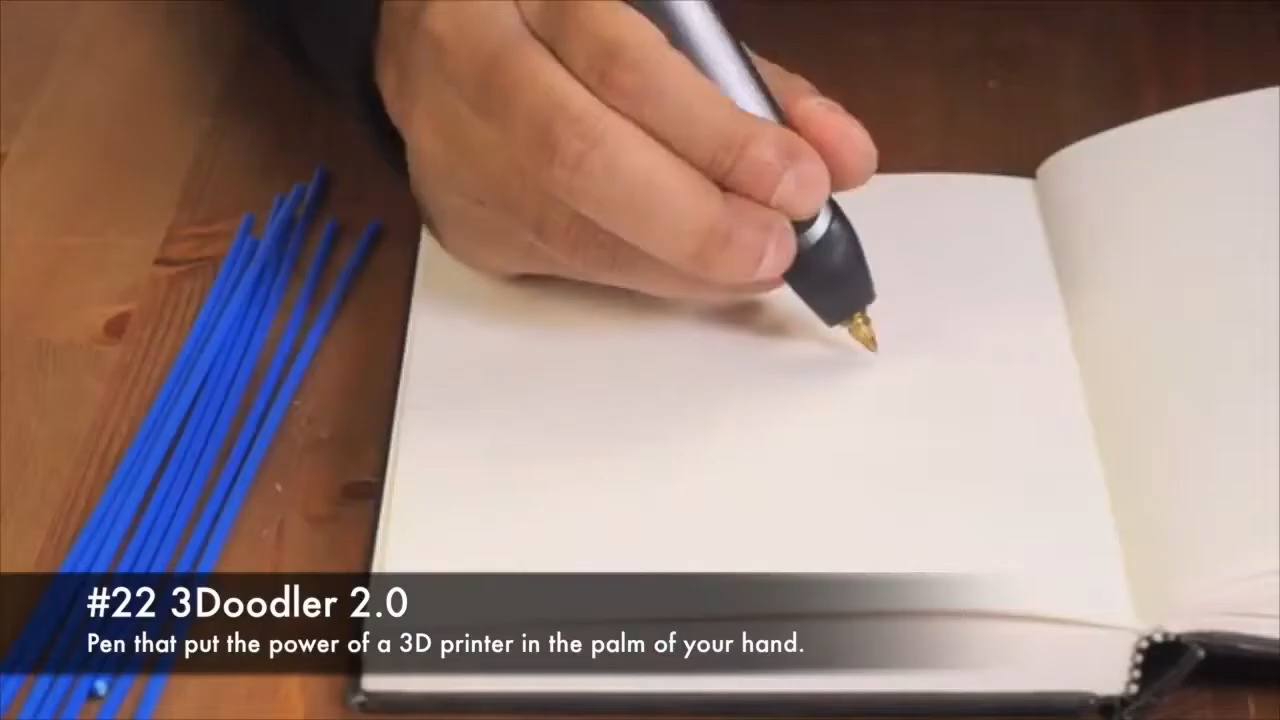 #22 3Doodler 2.0
Pen that put the power of a 3D printer in the palm of your hand.